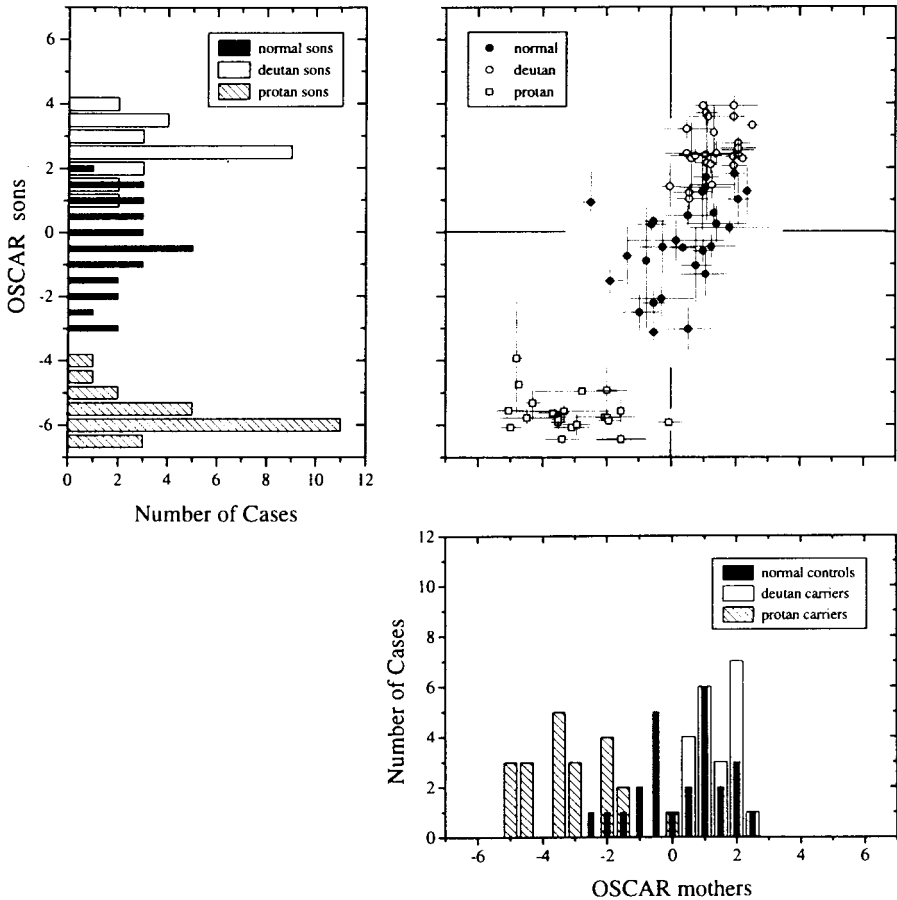 6
4
2
0
-2
-4
-6
OSCAR sons
normal sons
deutan sons
protan sons
0 2 4 6 8 10 12
Number of Cases
normal
deutan
protan
12
10
8
6
4
2
0
Number of Cases
normal controls
deutan carriers
protan carriers
-6 -4 -2 0 2 4 6
OSCAR mothers